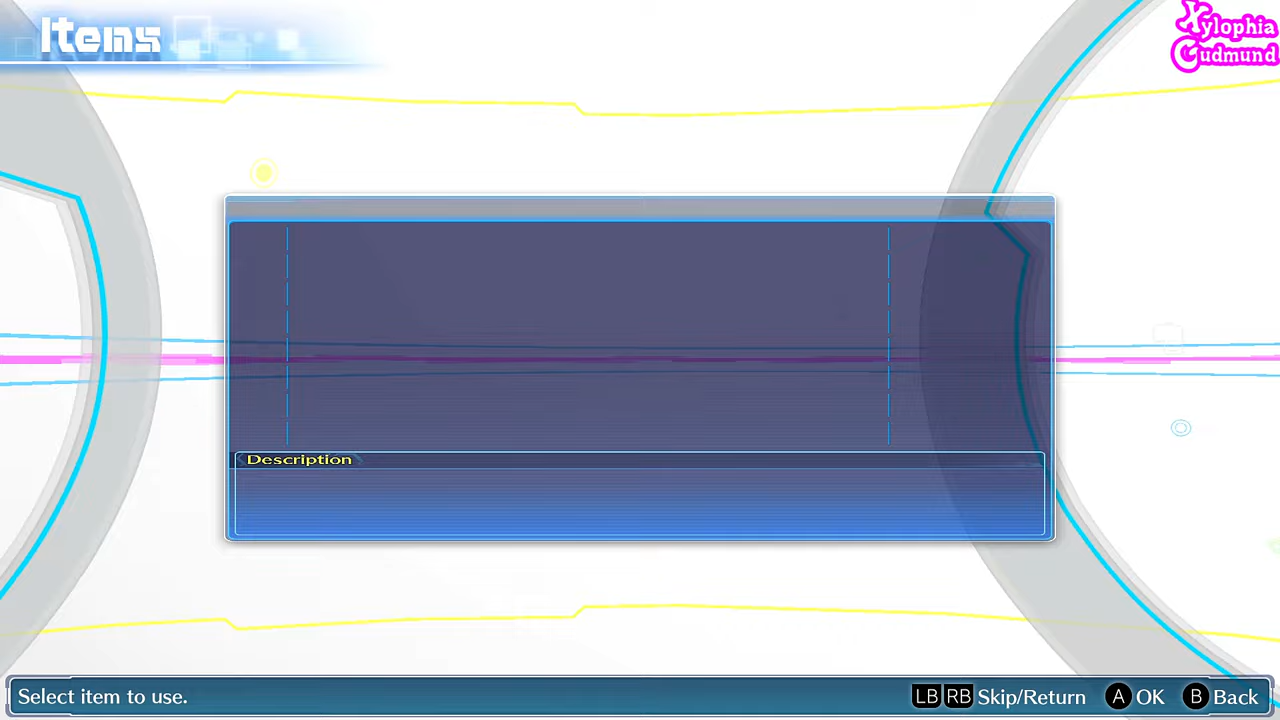 Items
Xylophia
Gudmund
Description
Select item to use.
LB RB Skip/Return A OK B Back